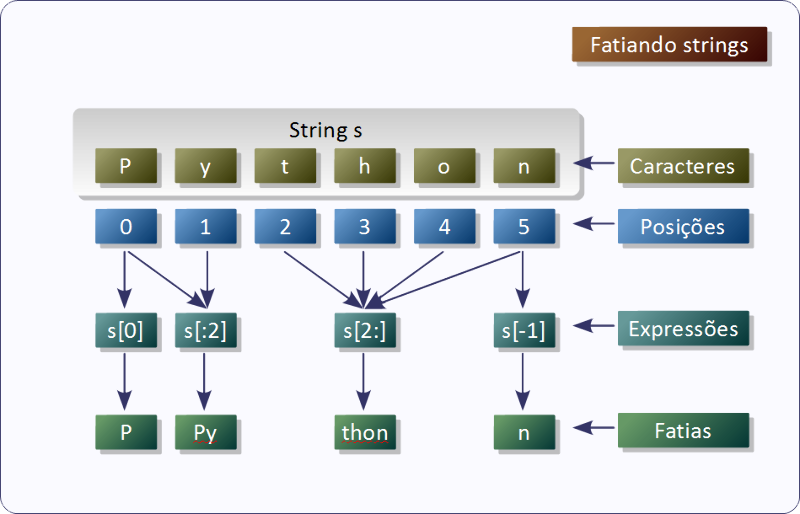 Fatiando strings
String s
P y t h o n Caracteres
0 1 2 3 4 5 Posições
s[0] s[:2] s[2:] s[-1] Expressões
P Py thon n Fatias